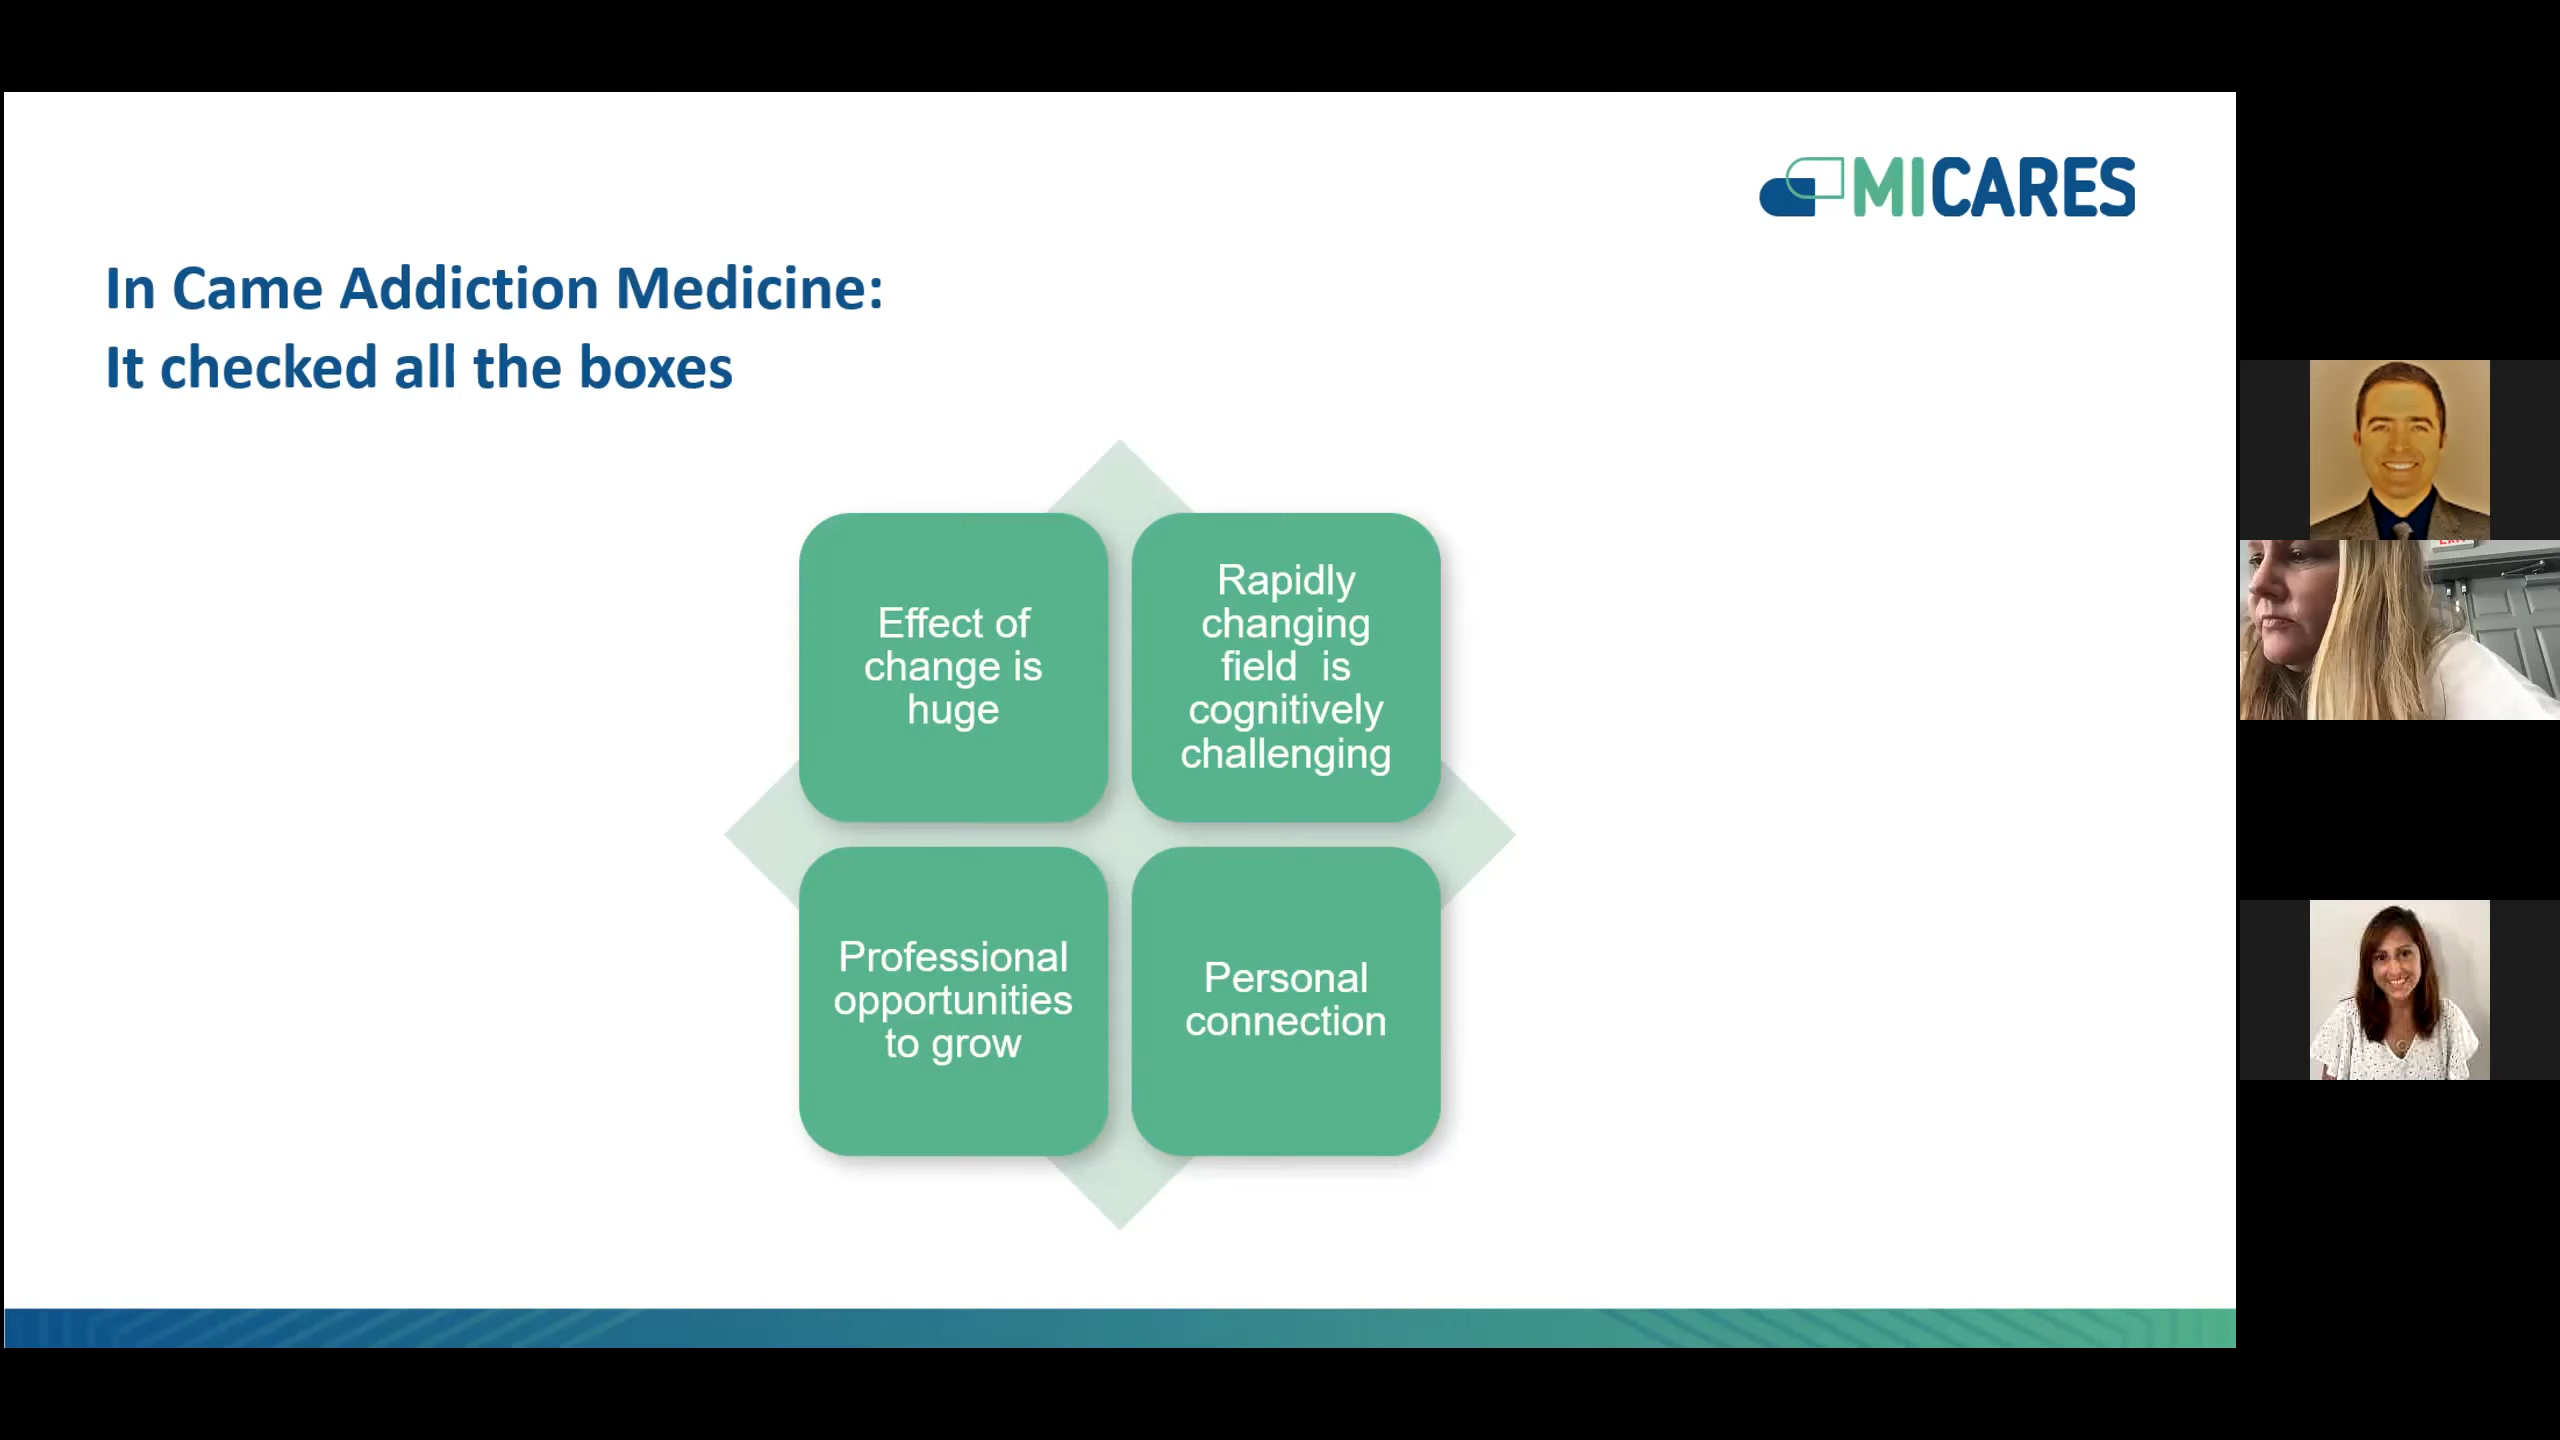 MICARES
In Came Addiction Medicine:
It checked all the boxes
Effect of
change is
huge
Rapidly
changing
field  is
cognitively
challenging
Professional
opportunities
to grow
Personal
connection